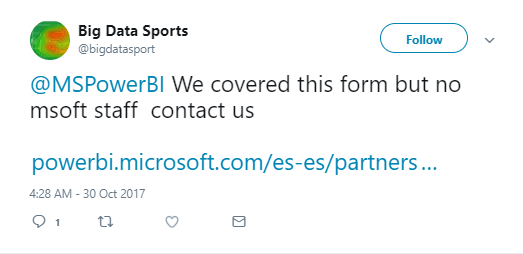 Big Data Sports
@bigdatasport
Follow
@MSPowerBI We covered this form but no
msoft staff contact us
powerbi.microsoft.com/es-es/partners…
4:28 AM - 30 Oct 2017
1